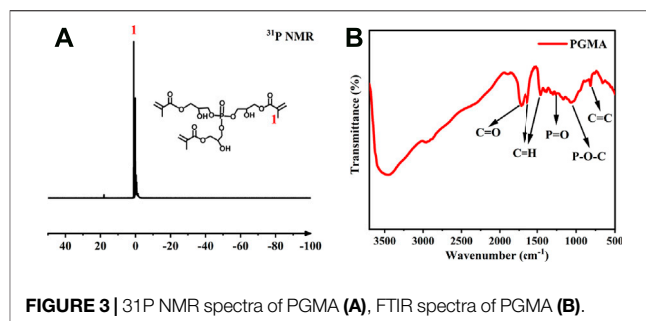 A
1
³¹P NMR
O
O
OH
O
P
O
O
O
OH
O
O
1
O
O
O
OH
40 20 0 -20 -40 -60 -80 -100
B
PGMA
Transmittance (%)
C=O
C=H
P=O
P-O-C
C=C
3500 3000 2500 2000 1500 1000 500
Wavenumber (cm⁻¹)
FIGURE 3 | 31P NMR spectra of PGMA (A), FTIR spectra of PGMA (B).